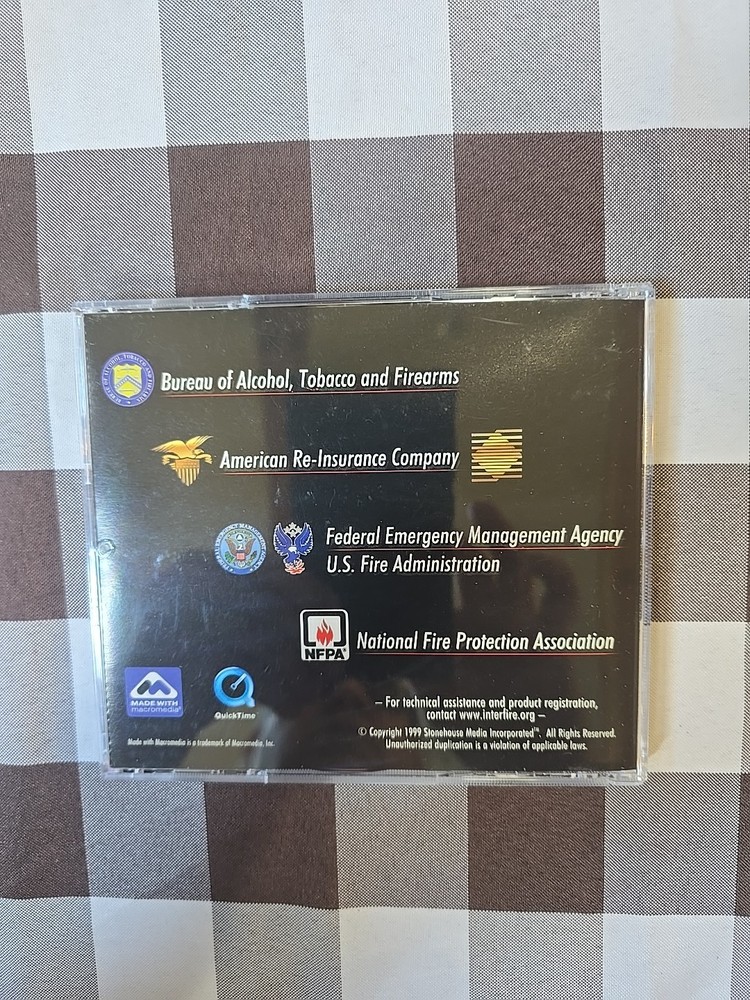 Bureau of Alcohol, Tobacco and Firearms
American Re-Insurance Company
Federal Emergency Management Agency
U.S. Fire Administration
NFPA
National Fire Protection Association
MADE WITH
macromedia
QuickTime
– For technical assistance and product registration,
contact www.interfire.org –
© Copyright 1999 Stonehouse Media Incorporated™. All Rights Reserved.
Unauthorized duplication is a violation of applicable laws.
Made with Macromedia is a trademark of Macromedia, Inc.